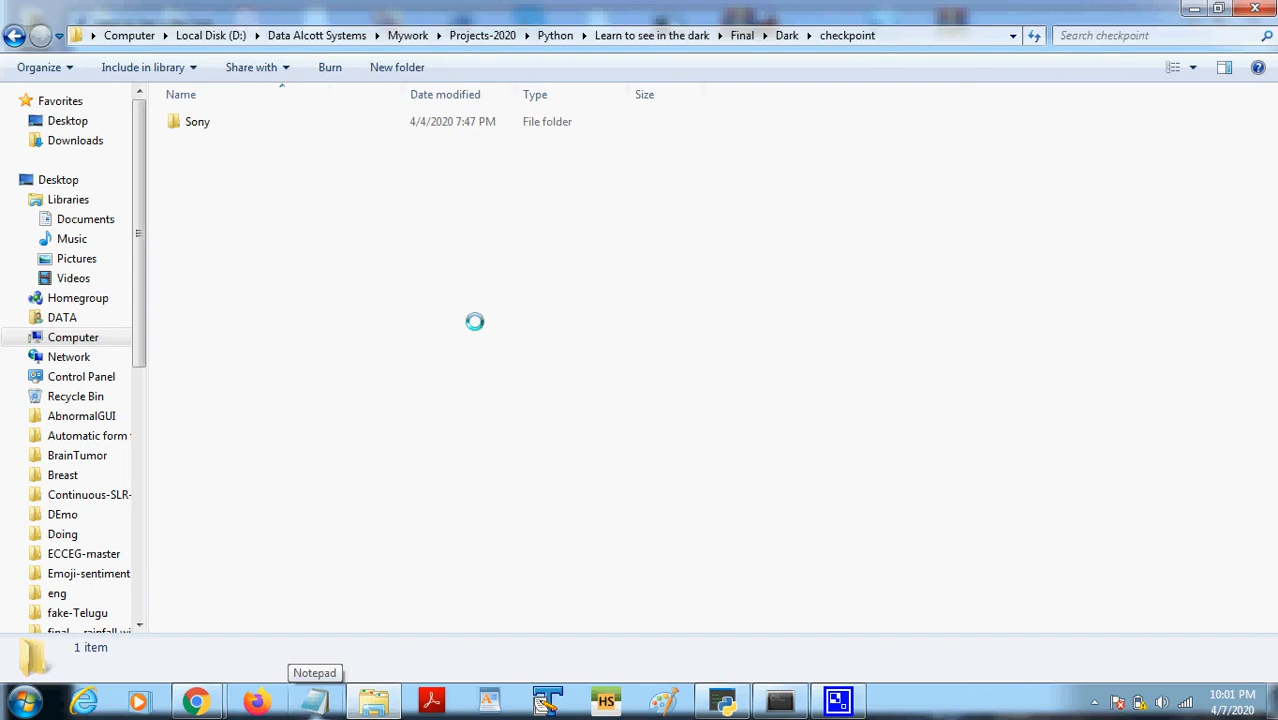 Computer Local Disk (D:) Data Alcott Systems Mywork Projects-2020 Python Learn to see in the dark Final Dark checkpoint Search checkpoint
Organize Include in library Share with Burn New folder
Name Date modified Type Size
Sony 4/4/2020 7:47 PM File folder
Favorites
Desktop
Downloads
Desktop
Libraries
Documents
Music
Pictures
Videos
Homegroup
DATA
Computer
Network
Control Panel
Recycle Bin
AbnormalGUI
Automatic form
BrainTumor
Breast
Continuous-SLR-
DEmo
Doing
ECCEG-master
Emoji-sentiment
eng
fake-Telugu
1 item
Notepad
HS
10:01 PM
4/7/2020